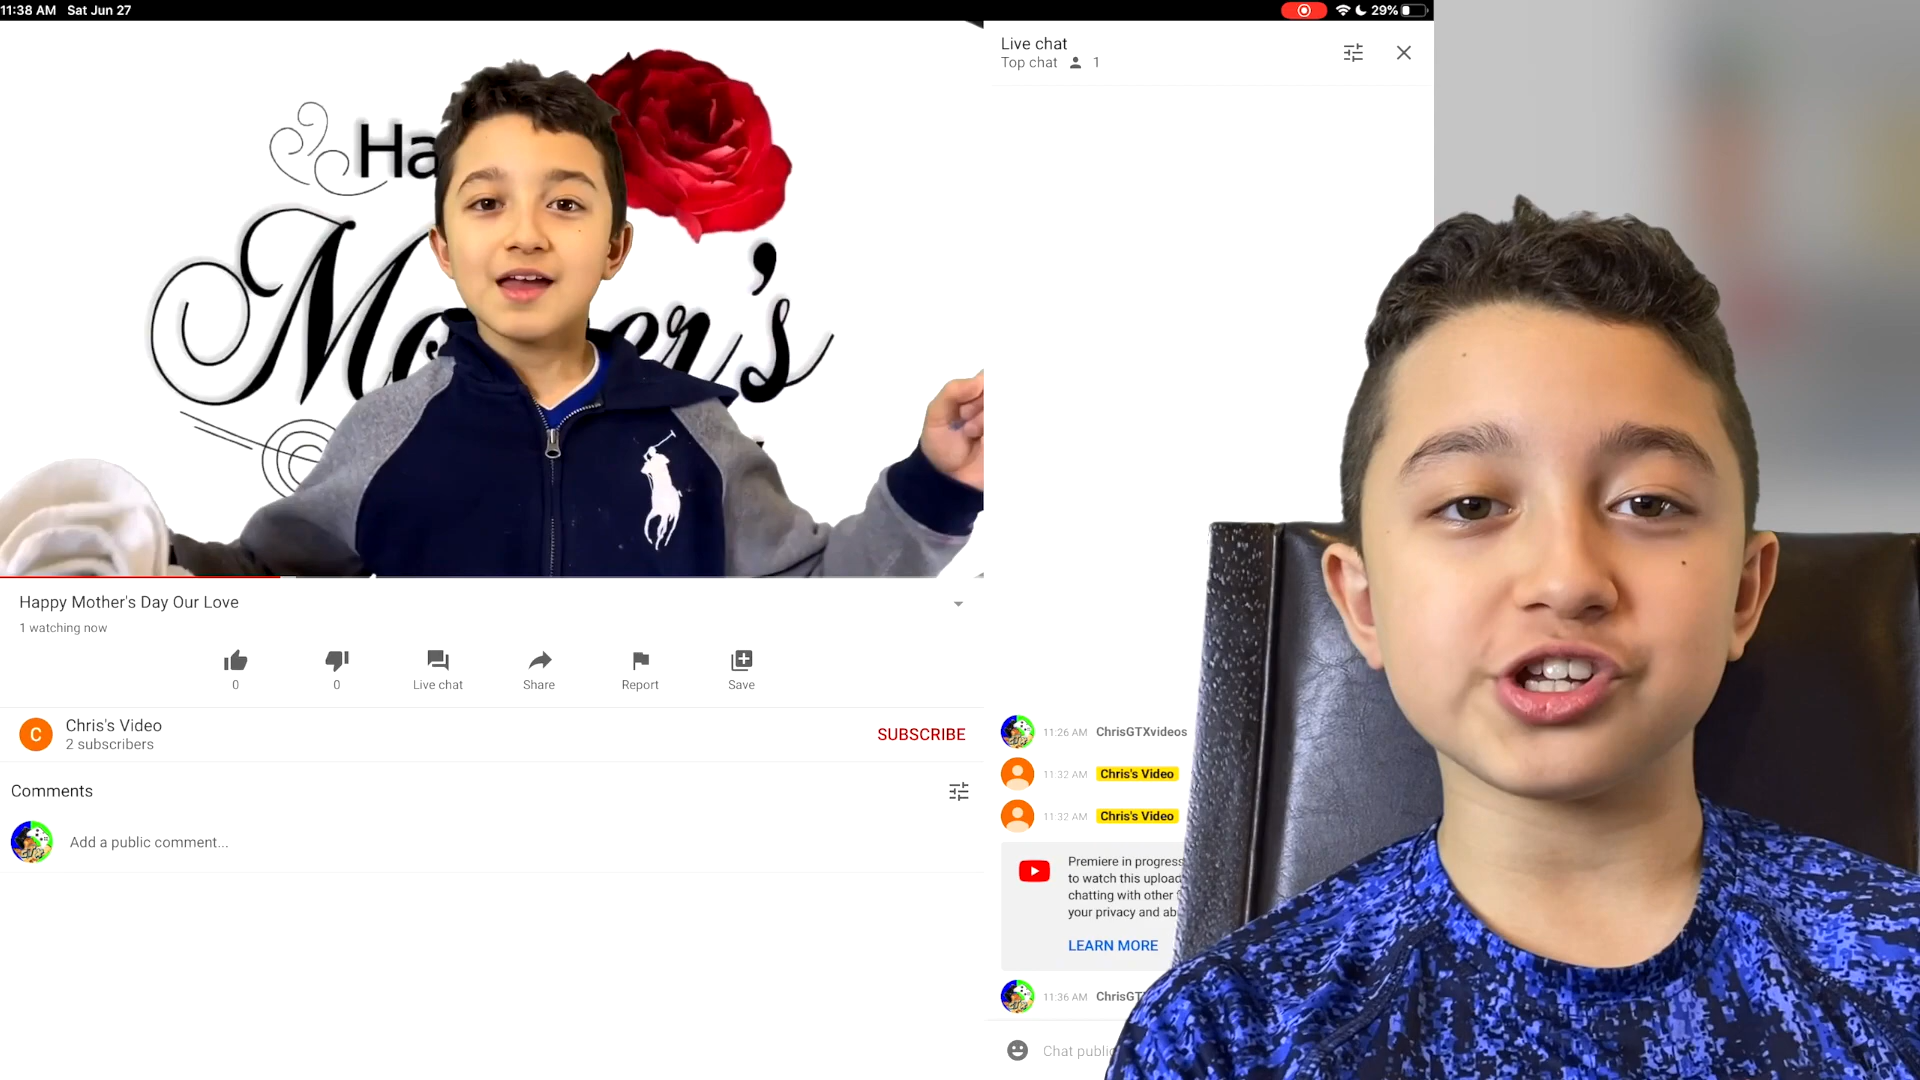 11:38 AM Sat Jun 27
29%
Ha
Mo er's
Happy Mother's Day Our Love
1 watching now
0
0
Live chat
Share
Report
Save
C
Chris's Video
2 subscribers
SUBSCRIBE
Comments
Add a public comment...
Live chat
Top chat 1
11:26 AM ChrisGTXvideos
11:32 AM Chris's Video
11:32 AM Chris's Video
Premiere in progress
to watch this upload
chatting with other
your privacy and ab
LEARN MORE
11:36 AM ChrisGT
Chat public